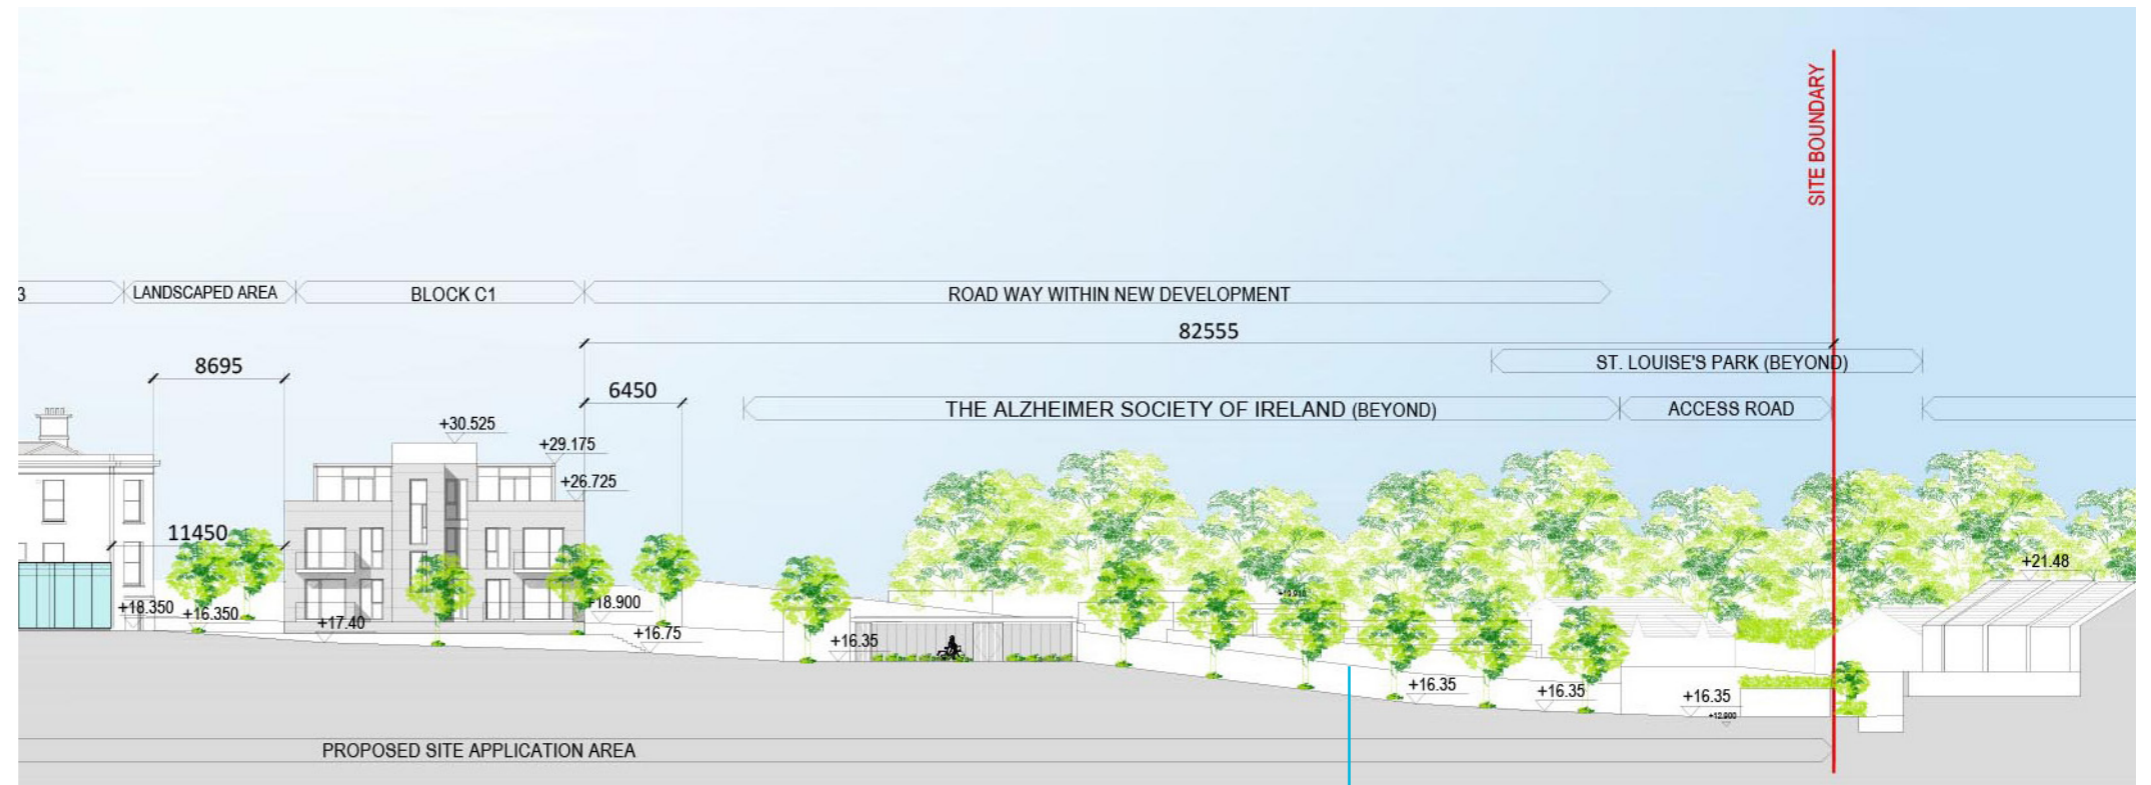 SITE BOUNDARY
3
LANDSCAPED AREA
BLOCK C1
ROAD WAY WITHIN NEW DEVELOPMENT
82555
ST. LOUISE'S PARK (BEYOND)
8695
6450
THE ALZHEIMER SOCIETY OF IRELAND (BEYOND)
ACCESS ROAD
+30.525
+29.175
+26.725
11450
+21.48
+18.350
+16.350
+17.40
+18.900
+16.75
+16.35
+16.35
+16.35
+16.35
+12.900
PROPOSED SITE APPLICATION AREA